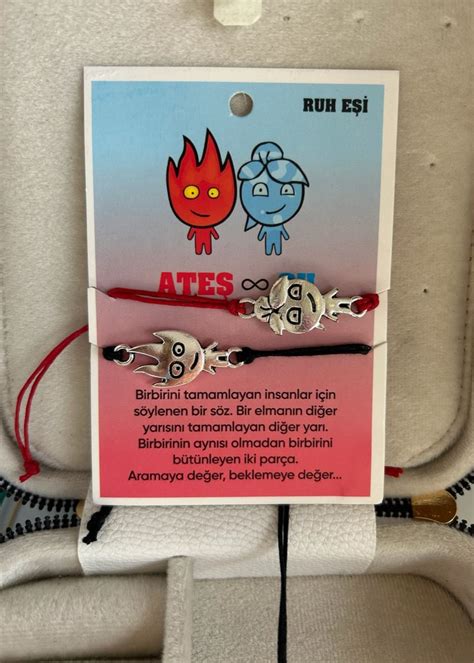 RUH EŞİ
ATEŞ ∞
Birbirini tamamlayan insanlar için
söylenen bir söz. Bir elmanın diğer
yarısını tamamlayan diğer yarı.
Birbirinin aynısı olmadan birbirini
bütünleyen iki parça.
Aramaya değer, beklemeye değer...